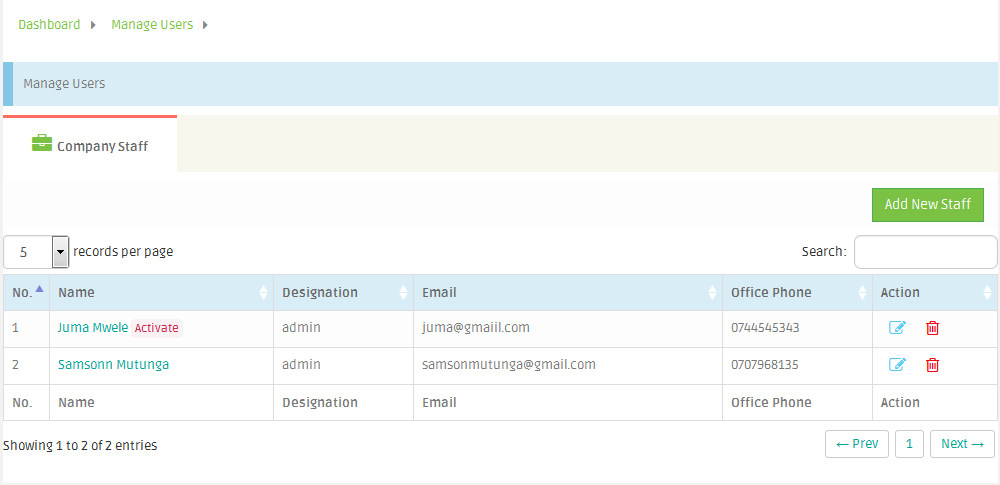 Dashboard Manage Users
Manage Users
Company Staff
Add New Staff
5 records per page Search:
No. Name Designation Email Office Phone Action
1 Juma Mwele Activate admin juma@gmaiil.com 0744545343
2 Samsonn Mutunga admin samsonmutunga@gmail.com 0707968135
No. Name Designation Email Office Phone Action
Showing 1 to 2 of 2 entries ← Prev 1 Next →